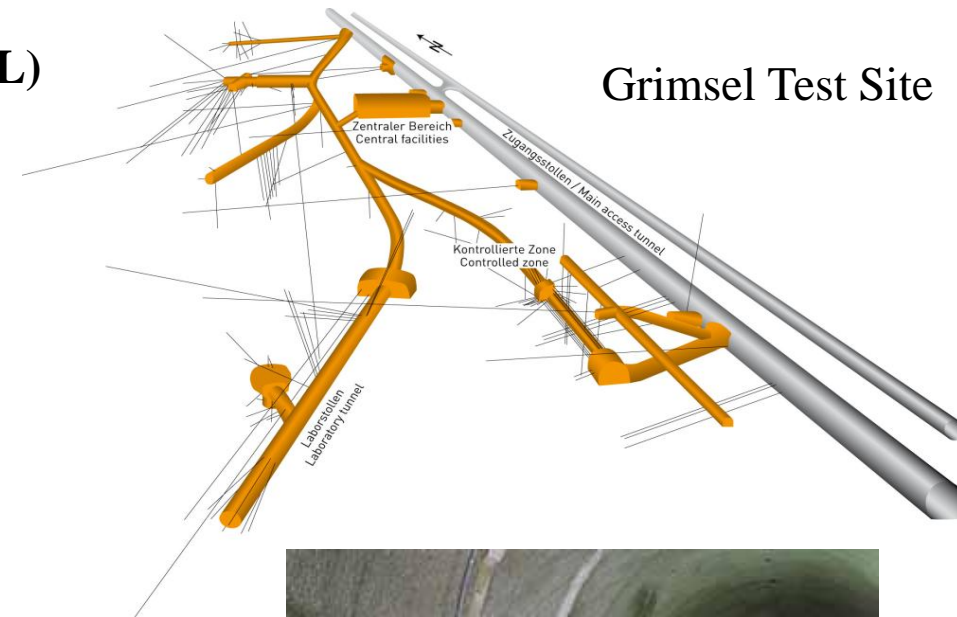 L)
Grimsel Test Site
N
Zentraler Bereich
Central facilities
Zugangsstollen / Main access tunnel
Kontrollierte Zone
Controlled zone
Laborstollen
Laboratory tunnel